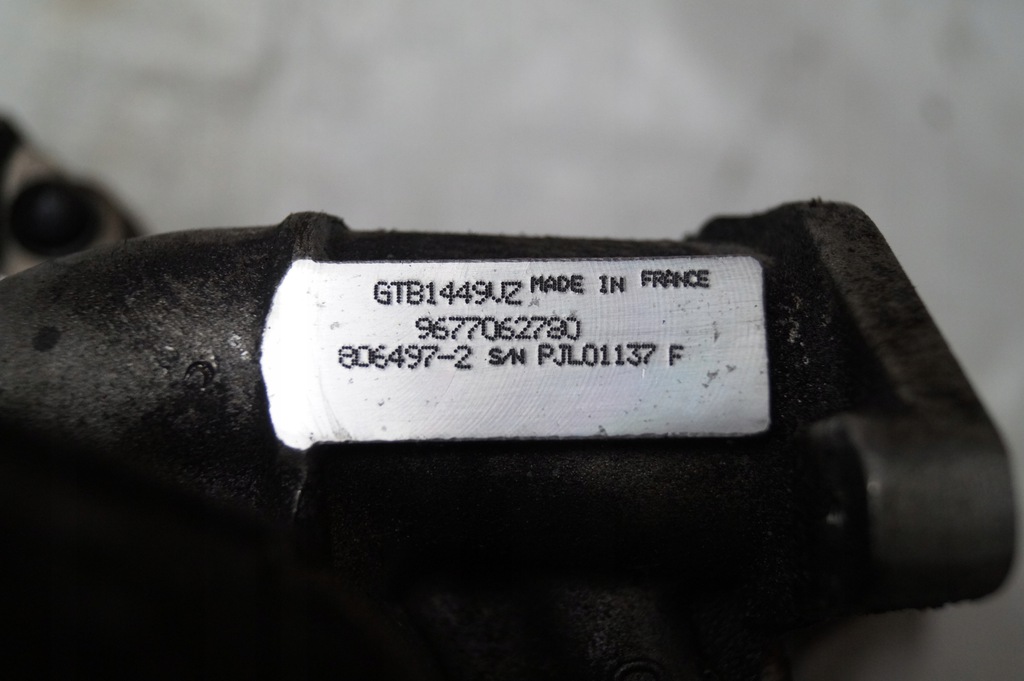 GTB1449VZ MADE IN FRANCE
9677062780
806497-2 S/N PJL01137 F